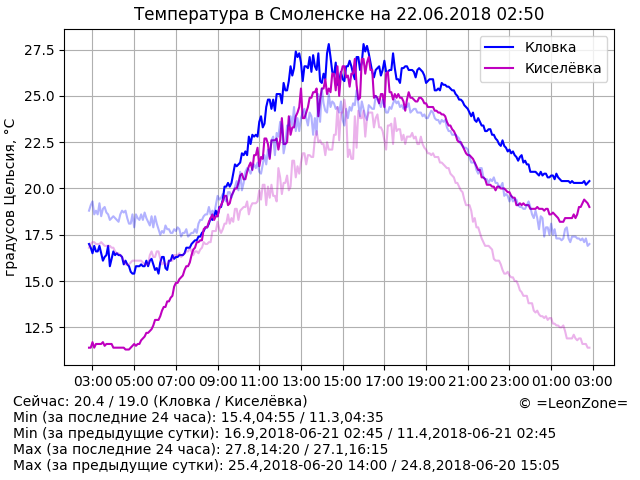 Температура в Смоленске на 22.06.2018 02:50
Кловка
Киселёвка
градусов Цельсия, °C
27.5
25.0
22.5
20.0
17.5
15.0
12.5
03:00 05:00 07:00 09:00 11:00 13:00 15:00 17:00 19:00 21:00 23:00 01:00 03:00
Сейчас: 20.4 / 19.0 (Кловка / Киселёвка)
© =LeonZone=
Min (за последние 24 часа): 15.4,04:55 / 11.3,04:35
Min (за предыдущие сутки): 16.9,2018-06-21 02:45 / 11.4,2018-06-21 02:45
Max (за последние 24 часа): 27.8,14:20 / 27.1,16:15
Max (за предыдущие сутки): 25.4,2018-06-20 14:00 / 24.8,2018-06-20 15:05